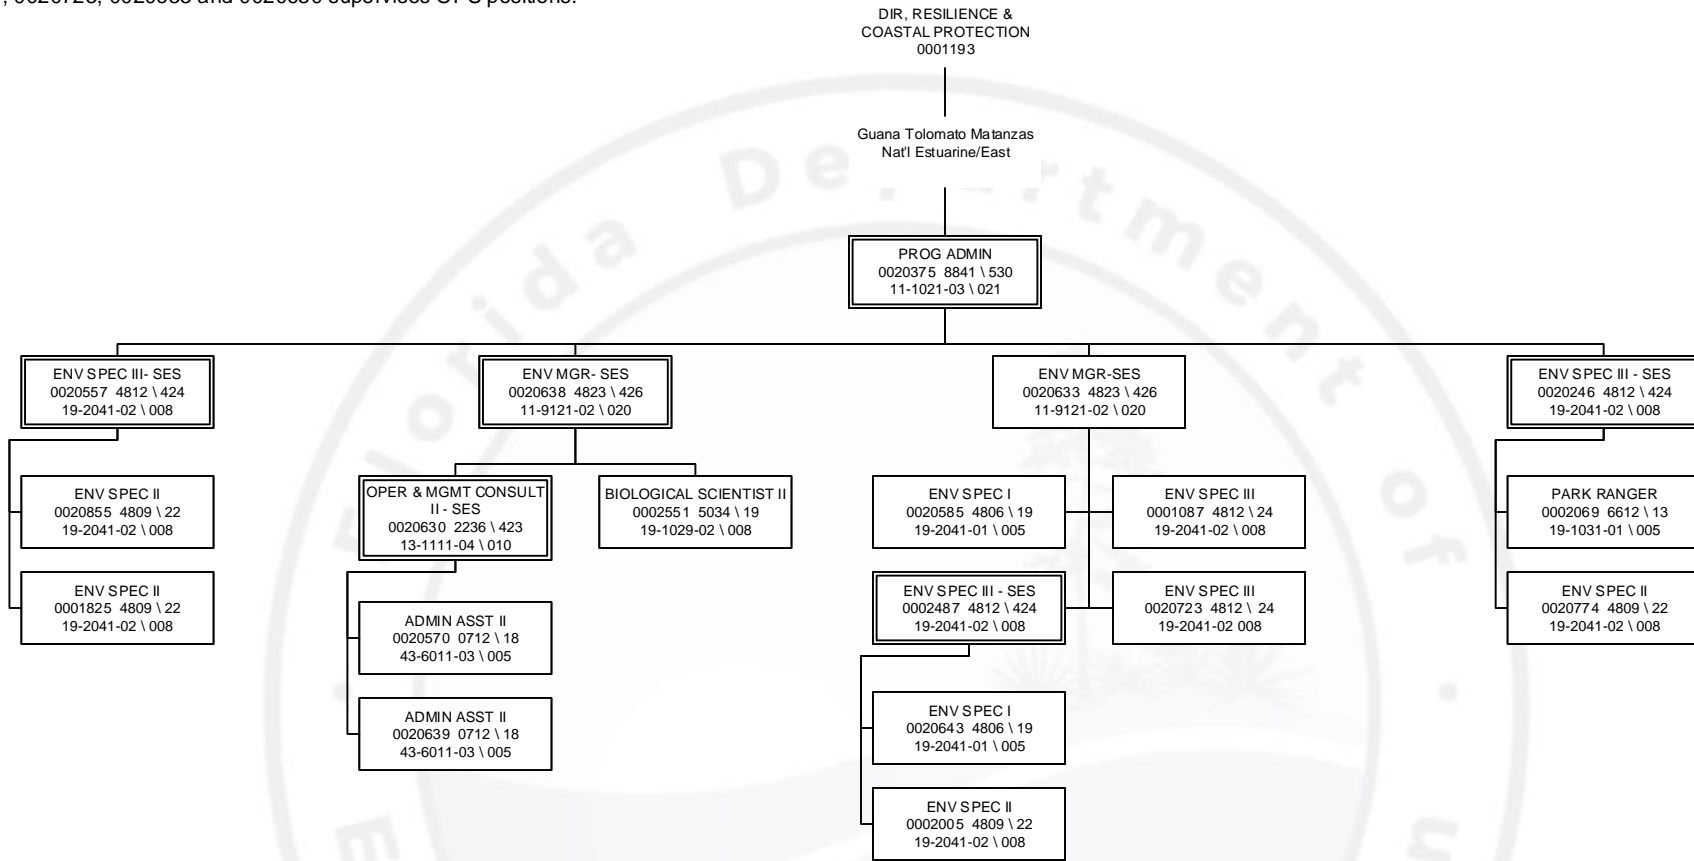 , 0020723, 0020633 and 0020630 supervises OPS positions.
DIR, RESILIENCE &
COASTAL PROTECTION
0001193
Guana Tolomato Matanzas
Nat'l Estuarine/East
PROG ADMIN
0020375 8841 \ 530
11-1021-03 \ 021
ENV SPEC III- SES
0020557 4812 \ 424
19-2041-02 \ 008
ENV MGR- SES
0020638 4823 \ 426
11-9121-02 \ 020
ENV MGR-SES
0020633 4823 \ 426
11-9121-02 \ 020
ENV SPEC III - SES
0020246 4812 \ 424
19-2041-02 \ 008
ENV SPEC II
0020855 4809 \ 22
19-2041-02 \ 008
OPER & MGMT CONSULT
II - SES
0020630 2236 \ 423
13-1111-04 \ 010
BIOLOGICAL SCIENTIST II
0002551 5034 \ 19
19-1029-02 \ 008
ENV SPEC I
0020585 4806 \ 19
19-2041-01 \ 005
ENV SPEC III
0001087 4812 \ 24
19-2041-02 \ 008
PARK RANGER
0002069 6612 \ 13
19-1031-01 \ 005
ENV SPEC II
0001825 4809 \ 22
19-2041-02 \ 008
ADMIN ASST II
0020570 0712 \ 18
43-6011-03 \ 005
ENV SPEC III - SES
0002487 4812 \ 424
19-2041-02 \ 008
ENV SPEC III
0020723 4812 \ 24
19-2041-02 008
ENV SPEC II
0020774 4809 \ 22
19-2041-02 \ 008
ADMIN ASST II
0020639 0712 \ 18
43-6011-03 \ 005
ENV SPEC I
0020643 4806 \ 19
19-2041-01 \ 005
ENV SPEC II
0002005 4809 \ 22
19-2041-02 \ 008
Florida Department of